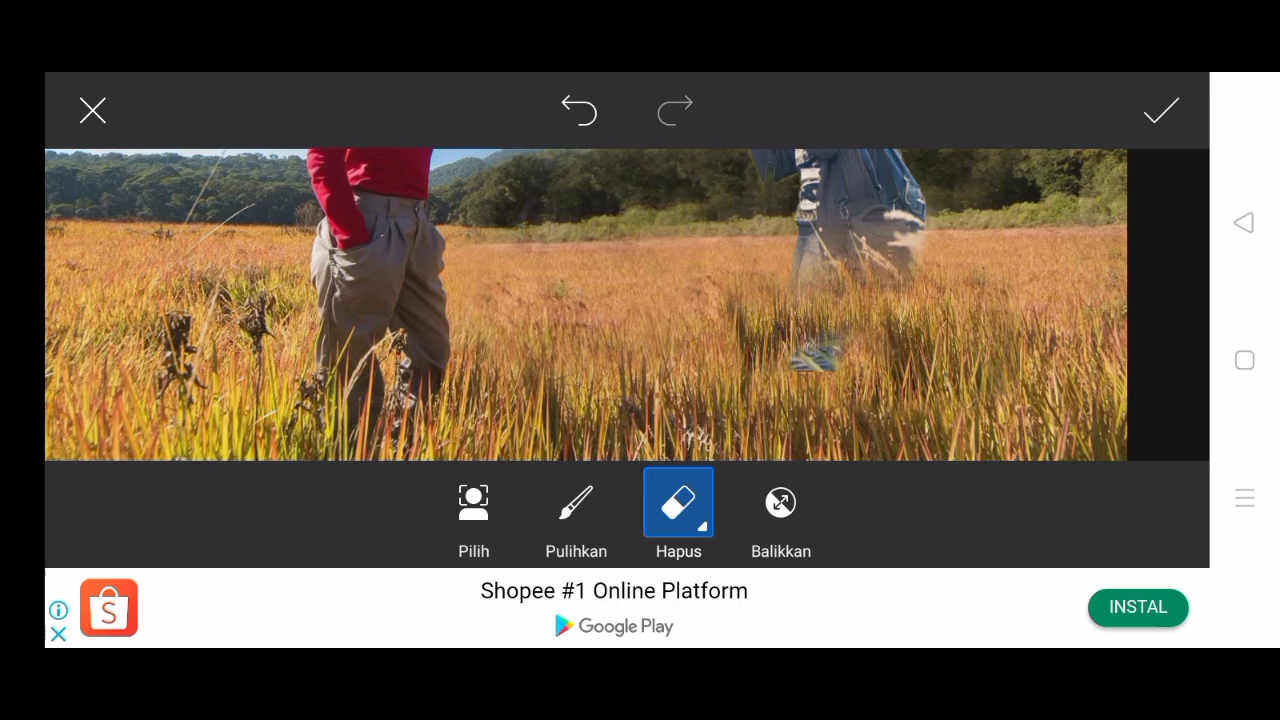 Pilih
Pulihkan
Hapus
Balikkan
Shopee #1 Online Platform
Google Play
INSTAL